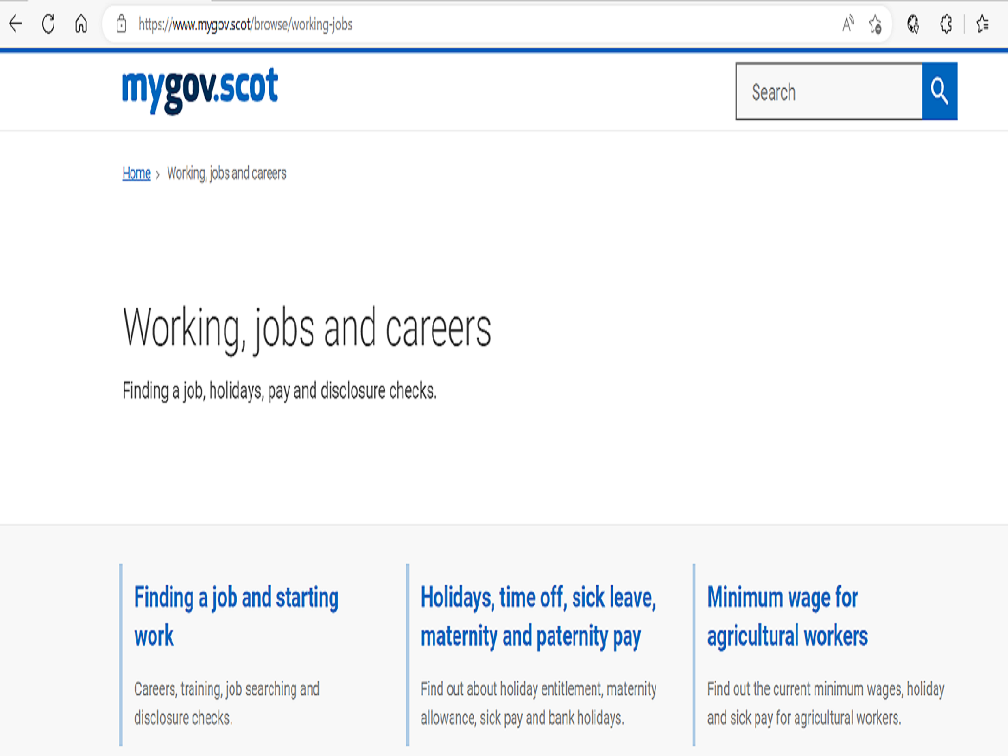 https://www.mygov.scot/browse/working-jobs
mygov.scot
Search
Home > Working, jobs and careers
Working, jobs and careers
Finding a job, holidays, pay and disclosure checks.
Finding a job and starting
work
Careers, training, job searching and
disclosure checks.
Holidays, time off, sick leave,
maternity and paternity pay
Find out about holiday entitlement, maternity
allowance, sick pay and bank holidays.
Minimum wage for
agricultural workers
Find out the current minimum wages, holiday
and sick pay for agricultural workers.